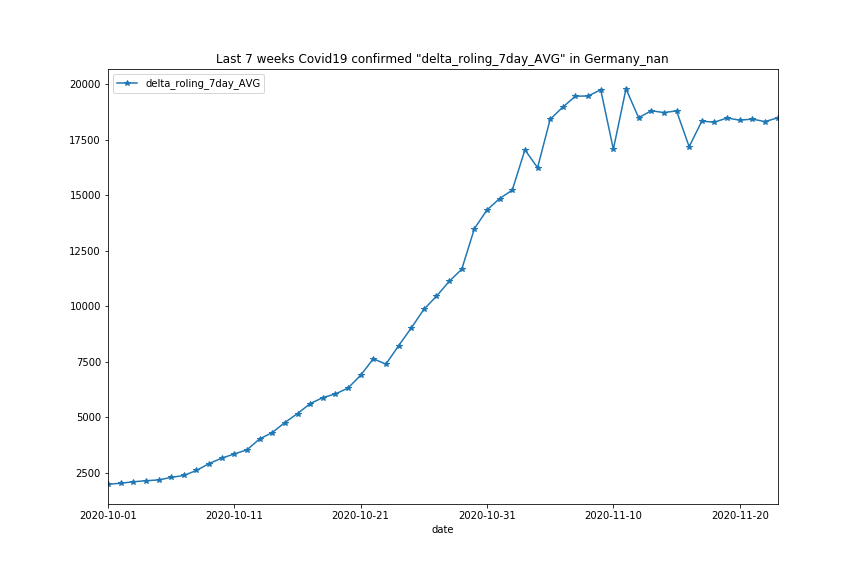 Last 7 weeks Covid19 confirmed "delta_roling_7day_AVG" in Germany_nan
delta_roling_7day_AVG
20000
17500
15000
12500
10000
7500
5000
2500
2020-10-01 2020-10-11 2020-10-21 2020-10-31 2020-11-10 2020-11-20
date